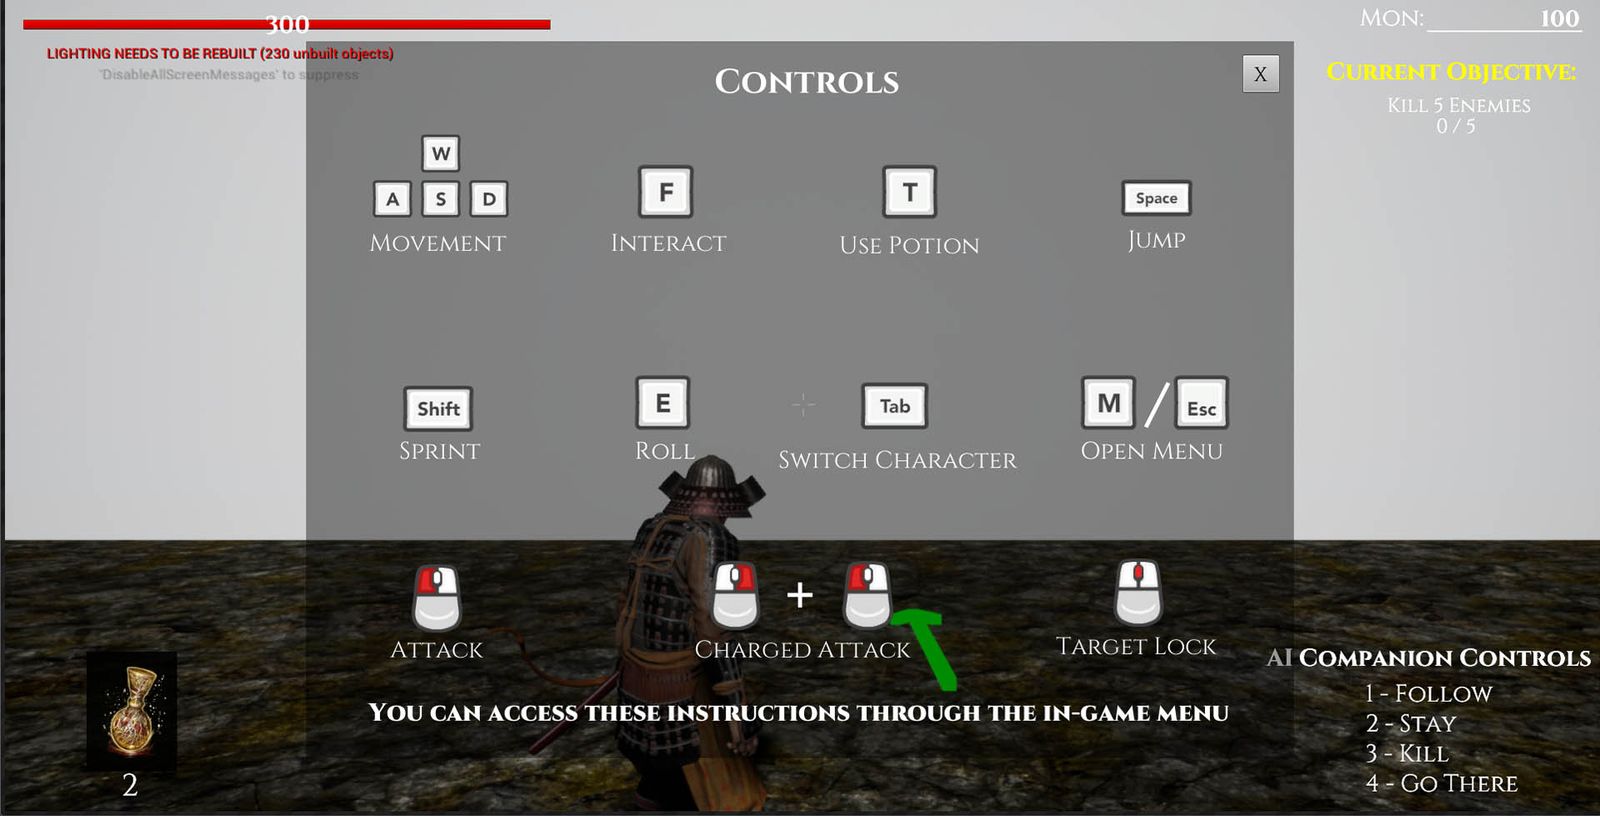 300
LIGHTING NEEDS TO BE REBUILT (230 unbuilt objects)
'DisableAllScreenMessages' to suppress
MON: 100
CURRENT OBJECTIVE:
KILL 5 ENEMIES
0 / 5
CONTROLS
X
W
A S D
MOVEMENT
F
INTERACT
T
USE POTION
Space
JUMP
Shift
SPRINT
E
ROLL
Tab
SWITCH CHARACTER
M / Esc
OPEN MENU
ATTACK
+
CHARGED ATTACK
TARGET LOCK
YOU CAN ACCESS THESE INSTRUCTIONS THROUGH THE IN-GAME MENU
2
AI COMPANION CONTROLS
1 - FOLLOW
2 - STAY
3 - KILL
4 - GO THERE